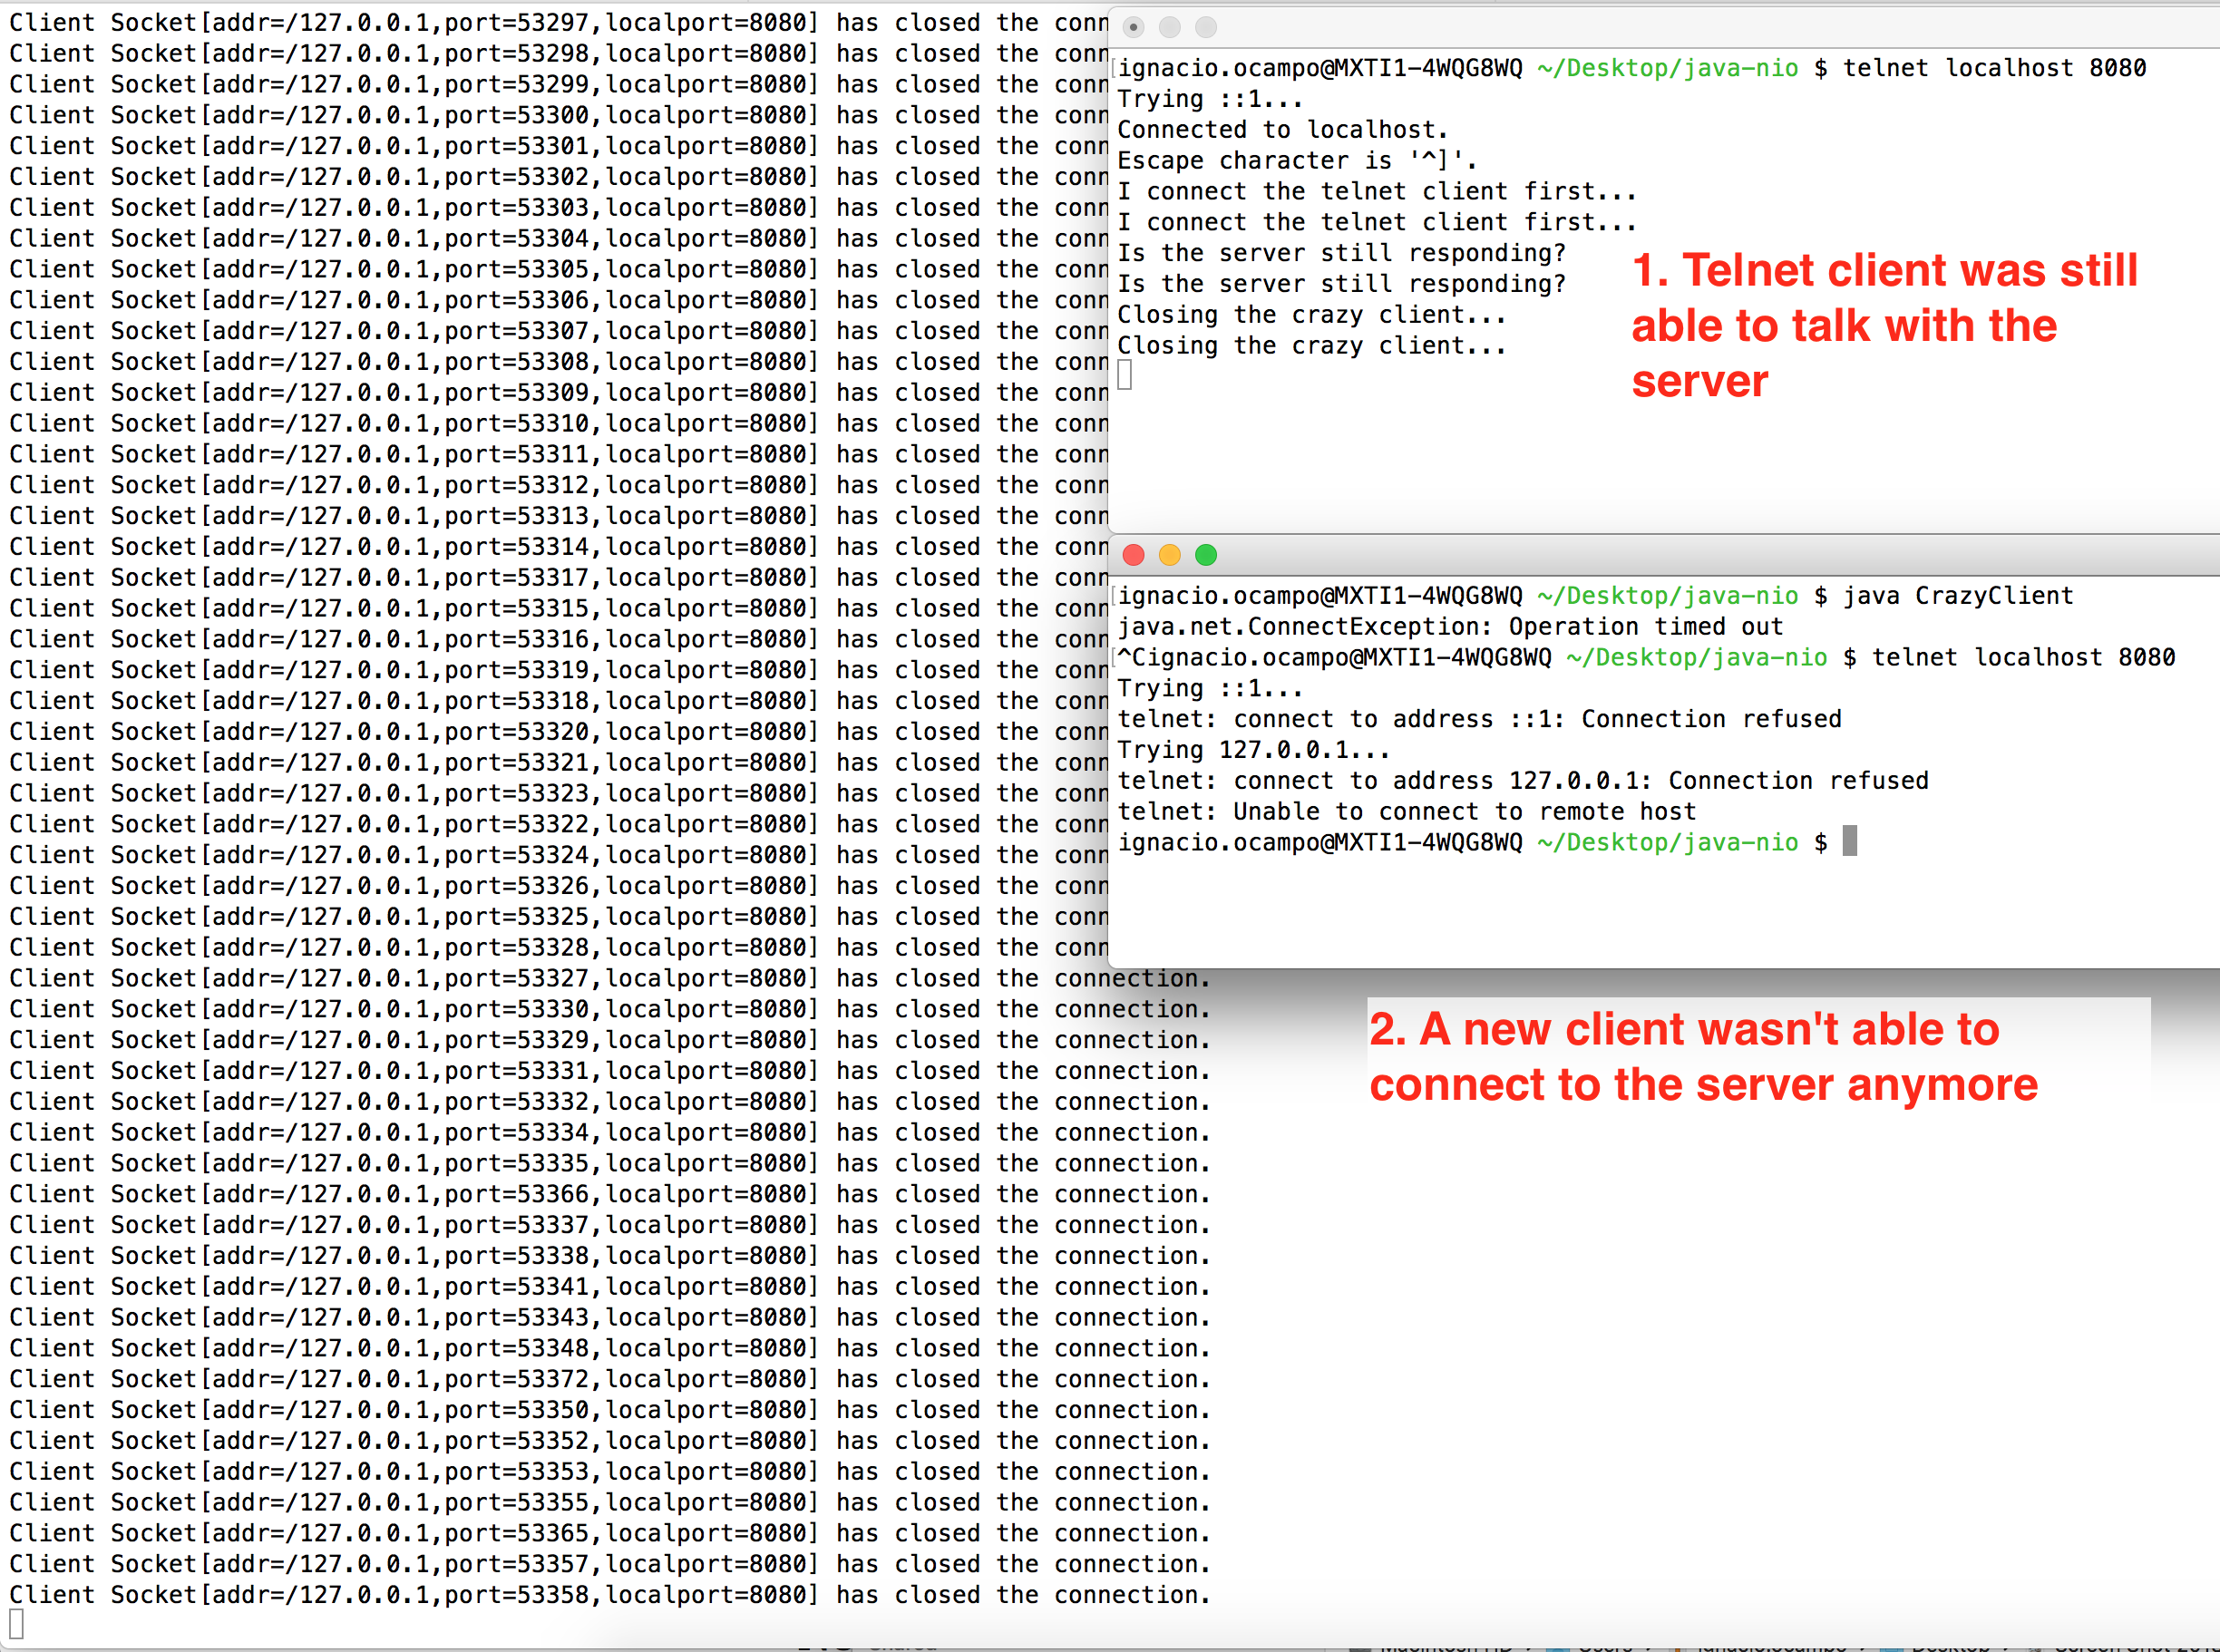 Client Socket[addr=/127.0.0.1,port=53297,localport=8080] has closed the conn
Client Socket[addr=/127.0.0.1,port=53298,localport=8080] has closed the conn
Client Socket[addr=/127.0.0.1,port=53299,localport=8080] has closed the conn
Client Socket[addr=/127.0.0.1,port=53300,localport=8080] has closed the conn
Client Socket[addr=/127.0.0.1,port=53301,localport=8080] has closed the conn
Client Socket[addr=/127.0.0.1,port=53302,localport=8080] has closed the conn
Client Socket[addr=/127.0.0.1,port=53303,localport=8080] has closed the conn
Client Socket[addr=/127.0.0.1,port=53304,localport=8080] has closed the conn
Client Socket[addr=/127.0.0.1,port=53305,localport=8080] has closed the conn
Client Socket[addr=/127.0.0.1,port=53306,localport=8080] has closed the conn
Client Socket[addr=/127.0.0.1,port=53307,localport=8080] has closed the conn
Client Socket[addr=/127.0.0.1,port=53308,localport=8080] has closed the conn
Client Socket[addr=/127.0.0.1,port=53309,localport=8080] has closed the conn
Client Socket[addr=/127.0.0.1,port=53310,localport=8080] has closed the conn
Client Socket[addr=/127.0.0.1,port=53311,localport=8080] has closed the conn
Client Socket[addr=/127.0.0.1,port=53312,localport=8080] has closed the conn
Client Socket[addr=/127.0.0.1,port=53313,localport=8080] has closed the conn
Client Socket[addr=/127.0.0.1,port=53314,localport=8080] has closed the conn
Client Socket[addr=/127.0.0.1,port=53317,localport=8080] has closed the conn
Client Socket[addr=/127.0.0.1,port=53315,localport=8080] has closed the conn
Client Socket[addr=/127.0.0.1,port=53316,localport=8080] has closed the conn
Client Socket[addr=/127.0.0.1,port=53319,localport=8080] has closed the conn
Client Socket[addr=/127.0.0.1,port=53318,localport=8080] has closed the conn
Client Socket[addr=/127.0.0.1,port=53320,localport=8080] has closed the conn
Client Socket[addr=/127.0.0.1,port=53321,localport=8080] has closed the conn
Client Socket[addr=/127.0.0.1,port=53323,localport=8080] has closed the conn
Client Socket[addr=/127.0.0.1,port=53322,localport=8080] has closed the conn
Client Socket[addr=/127.0.0.1,port=53324,localport=8080] has closed the conn
Client Socket[addr=/127.0.0.1,port=53326,localport=8080] has closed the conn
Client Socket[addr=/127.0.0.1,port=53325,localport=8080] has closed the conn
Client Socket[addr=/127.0.0.1,port=53328,localport=8080] has closed the conn
Client Socket[addr=/127.0.0.1,port=53327,localport=8080] has closed the connection.
Client Socket[addr=/127.0.0.1,port=53330,localport=8080] has closed the connection.
Client Socket[addr=/127.0.0.1,port=53329,localport=8080] has closed the connection.
Client Socket[addr=/127.0.0.1,port=53331,localport=8080] has closed the connection.
Client Socket[addr=/127.0.0.1,port=53332,localport=8080] has closed the connection.
Client Socket[addr=/127.0.0.1,port=53334,localport=8080] has closed the connection.
Client Socket[addr=/127.0.0.1,port=53335,localport=8080] has closed the connection.
Client Socket[addr=/127.0.0.1,port=53366,localport=8080] has closed the connection.
Client Socket[addr=/127.0.0.1,port=53337,localport=8080] has closed the connection.
Client Socket[addr=/127.0.0.1,port=53338,localport=8080] has closed the connection.
Client Socket[addr=/127.0.0.1,port=53341,localport=8080] has closed the connection.
Client Socket[addr=/127.0.0.1,port=53343,localport=8080] has closed the connection.
Client Socket[addr=/127.0.0.1,port=53348,localport=8080] has closed the connection.
Client Socket[addr=/127.0.0.1,port=53372,localport=8080] has closed the connection.
Client Socket[addr=/127.0.0.1,port=53350,localport=8080] has closed the connection.
Client Socket[addr=/127.0.0.1,port=53352,localport=8080] has closed the connection.
Client Socket[addr=/127.0.0.1,port=53353,localport=8080] has closed the connection.
Client Socket[addr=/127.0.0.1,port=53355,localport=8080] has closed the connection.
Client Socket[addr=/127.0.0.1,port=53365,localport=8080] has closed the connection.
Client Socket[addr=/127.0.0.1,port=53357,localport=8080] has closed the connection.
Client Socket[addr=/127.0.0.1,port=53358,localport=8080] has closed the connection.
ignacio.ocampo@MXTI1-4WQG8WQ ~/Desktop/java-nio $ telnet localhost 8080
Trying ::1...
Connected to localhost.
Escape character is '^]'.
I connect the telnet client first...
I connect the telnet client first...
Is the server still responding?
Is the server still responding?
Closing the crazy client...
Closing the crazy client...
1. Telnet client was still
able to talk with the
server
ignacio.ocampo@MXTI1-4WQG8WQ ~/Desktop/java-nio $ java CrazyClient
java.net.ConnectException: Operation timed out
^Cignacio.ocampo@MXTI1-4WQG8WQ ~/Desktop/java-nio $ telnet localhost 8080
Trying ::1...
telnet: connect to address ::1: Connection refused
Trying 127.0.0.1...
telnet: connect to address 127.0.0.1: Connection refused
telnet: Unable to connect to remote host
ignacio.ocampo@MXTI1-4WQG8WQ ~/Desktop/java-nio $
2. A new client wasn't able to
connect to the server anymore